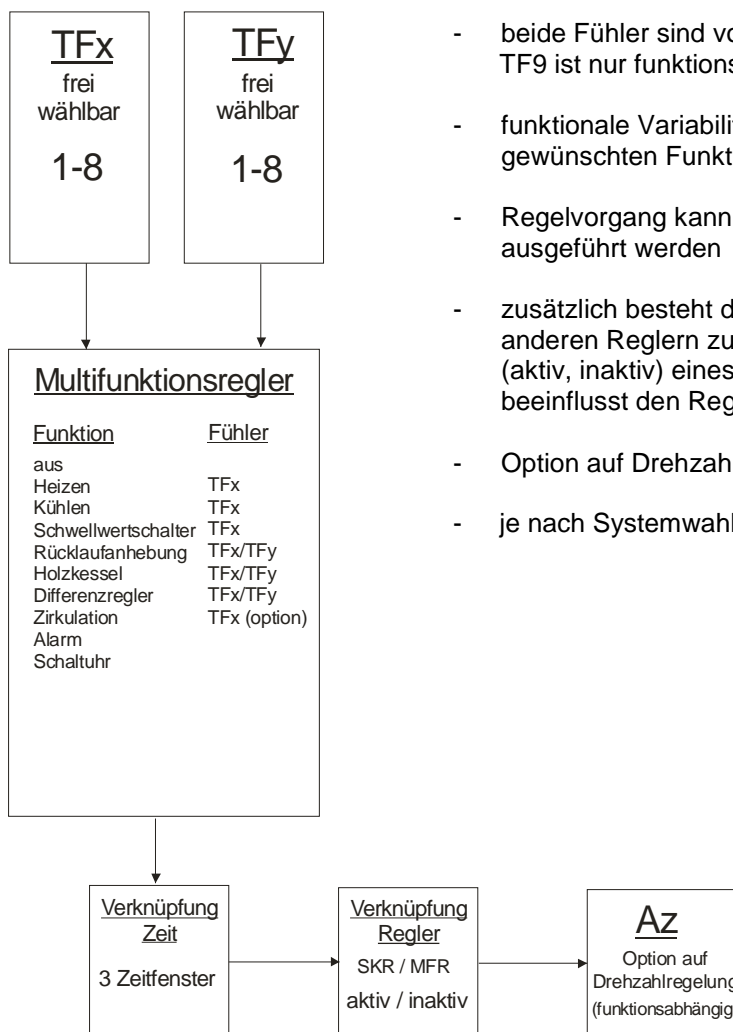 TFx
frei
wählbar
1-8
TFy
frei
wählbar
1-8
- beide Fühler sind vo
TF9 ist nur funktions
- funktionale Variabili
gewünschten Funkt
- Regelvorgang kann
ausgeführt werden
- zusätzlich besteht d
anderen Reglern zu
(aktiv, inaktiv) eines
beeinflusst den Reg
- Option auf Drehzah
- je nach Systemwahl
Multifunktionsregler
Funktion Fühler
aus
Heizen TFx
Kühlen TFx
Schwellwertschalter TFx
Rücklaufanhebung TFx/TFy
Holzkessel TFx/TFy
Differenzregler TFx/TFy
Zirkulation TFx (option)
Alarm
Schaltuhr
Verknüpfung
Zeit
3 Zeitfenster
Verknüpfung
Regler
SKR / MFR
aktiv / inaktiv
Az
Option auf
Drehzahlregelung
(funktionsabhängig